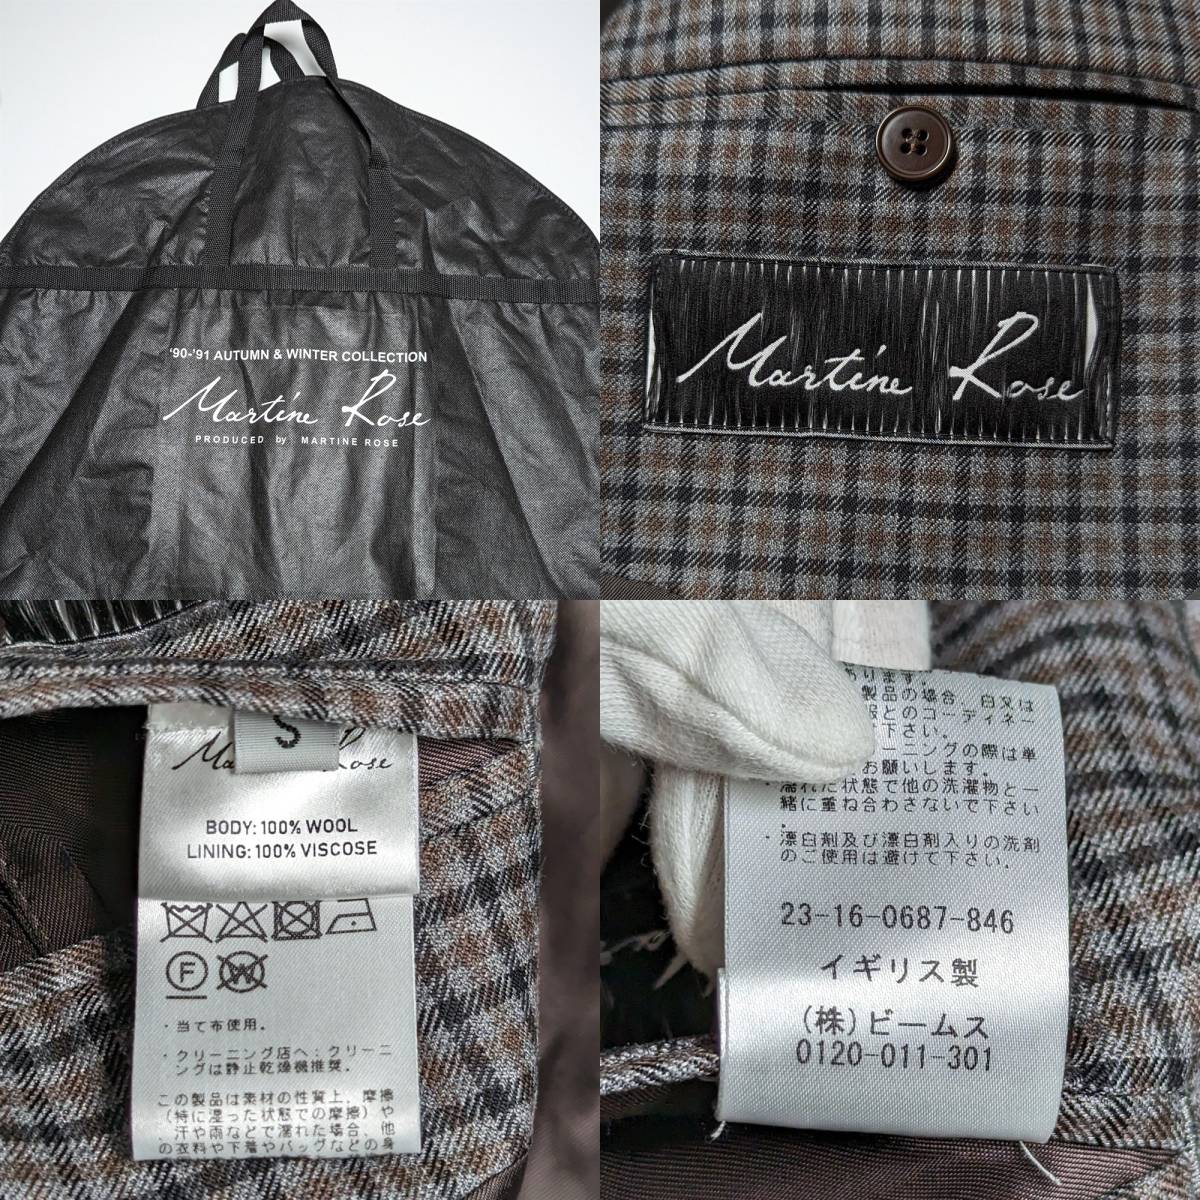 '90-'91 AUTUMN & WINTER COLLECTION
Martine Rose
PRODUCED by MARTINE ROSE
Martine Rose
S
Rose
BODY: 100% WOOL
LINING: 100% VISCOSE
F
W
・当て布使用。
・クリーニング店へ：クリーニ
ングは静止乾燥機推奨。
この製品は素材の性質上、摩擦
(特に湿った状態での摩擦)や
汗や雨などで濡れた場合、他
の衣料や下着やバッグなどの身
あります。
製品の場合 白又は
服とのコーディネー
下さい。
ーニングの際は単
お願いします。
・濡れた状態で他の洗濯物と一
緒に重ね合わさないで下さい
。
・漂白剤及び漂白剤入りの洗剤
のご使用は避けて下さい。
23-16-0687-846
イギリス製
(株)ビームス
0120-011-301